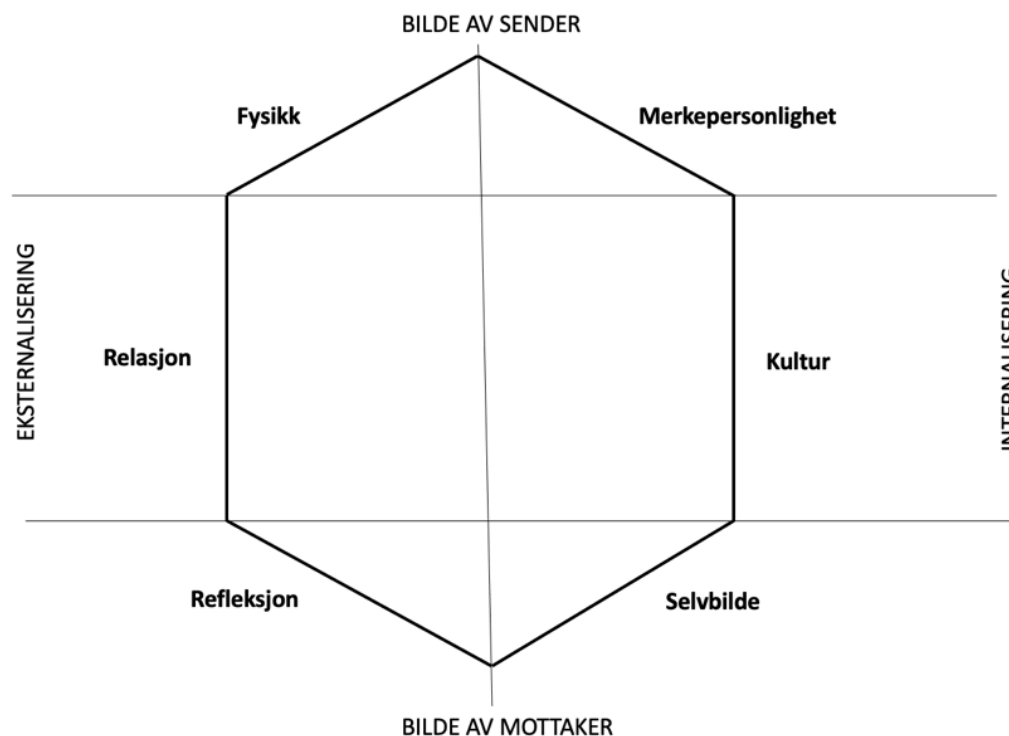 BILDE AV SENDER
Fysikk
Merkepersonlighet
EKSTERNALISERING
INTERNALISERING
Relasjon
Kultur
Refleksjon
Selvbilde
BILDE AV MOTTAKER